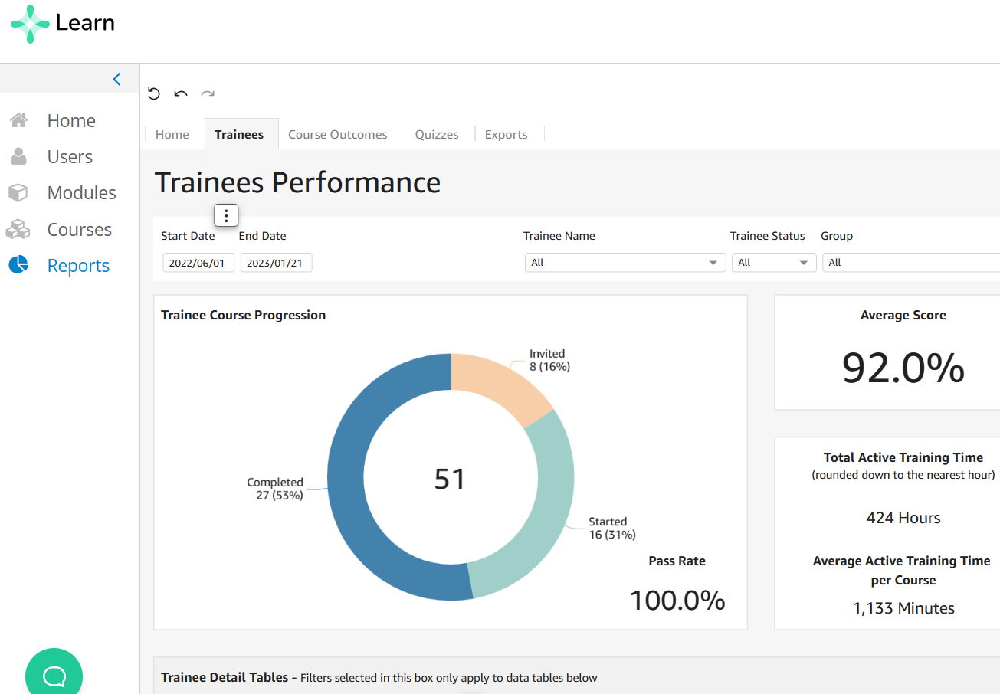 Learn
Home
Users
Modules
Courses
Reports
Home Trainees Course Outcomes Quizzes Exports
Trainees Performance
Start Date End Date Trainee Name Trainee Status Group
2022/06/01 2023/01/21 All All All
Trainee Course Progression
Invited
8 (16%)
51
Completed
27 (53%)
Started
16 (31%)
Pass Rate
100.0%
Average Score
92.0%
Total Active Training Time
(rounded down to the nearest hour)
424 Hours
Average Active Training Time
per Course
1,133 Minutes
Trainee Detail Tables - Filters selected in this box only apply to data tables below